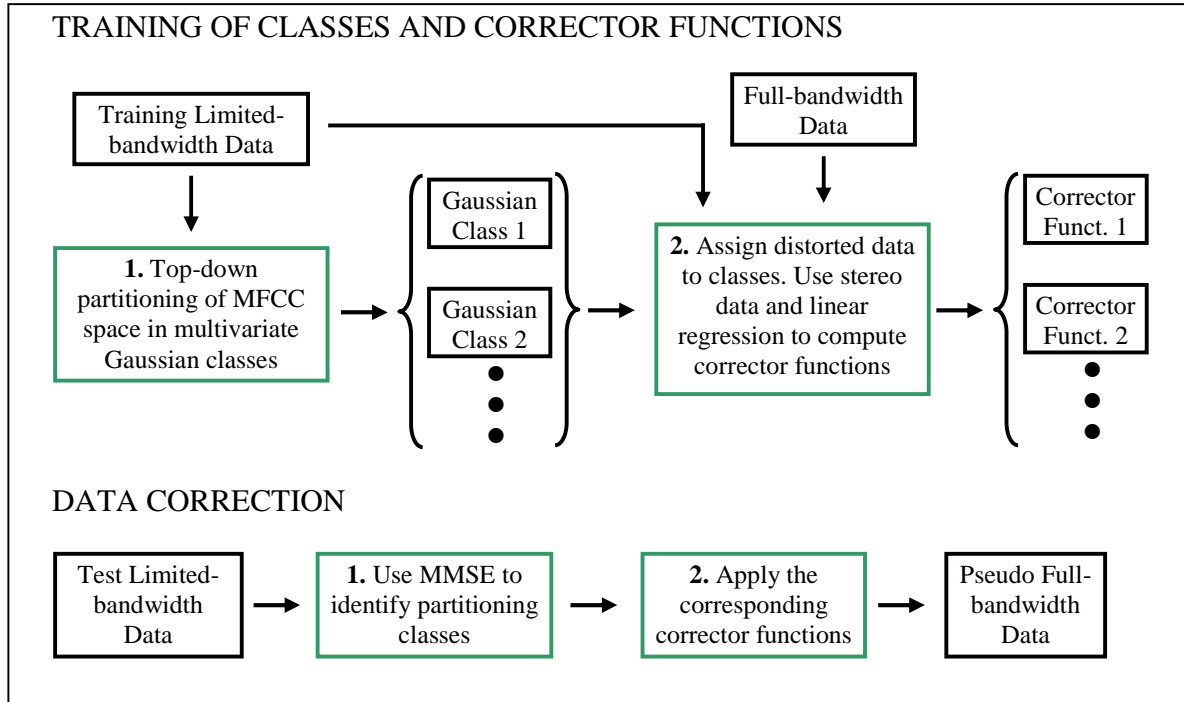 TRAINING OF CLASSES AND CORRECTOR FUNCTIONS
Training Limited-
bandwidth Data
Full-bandwidth
Data
1. Top-down
partitioning of MFCC
space in multivariate
Gaussian classes
Gaussian
Class 1
Gaussian
Class 2
2. Assign distorted data
to classes. Use stereo
data and linear
regression to compute
corrector functions
Corrector
Funct. 1
Corrector
Funct. 2
DATA CORRECTION
Test Limited-
bandwidth
Data
1. Use MMSE to
identify partitioning
classes
2. Apply the
corresponding
corrector functions
Pseudo Full-
bandwidth
Data